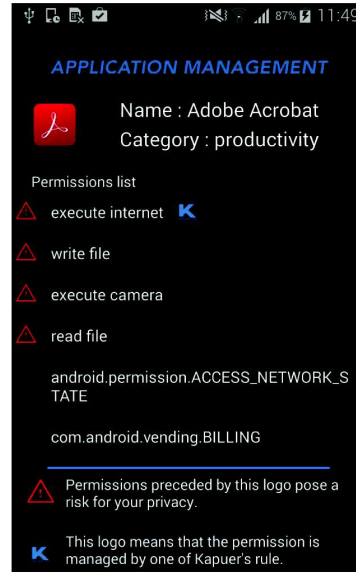 87% 11:49
APPLICATION MANAGEMENT
Name : Adobe Acrobat
Category : productivity
Permissions list
execute internet K
write file
execute camera
read file
android.permission.ACCESS_NETWORK_S
TATE
com.android.vending.BILLING
Permissions preceded by this logo pose a
risk for your privacy.
This logo means that the permission is
K managed by one of Kapuer's rule.